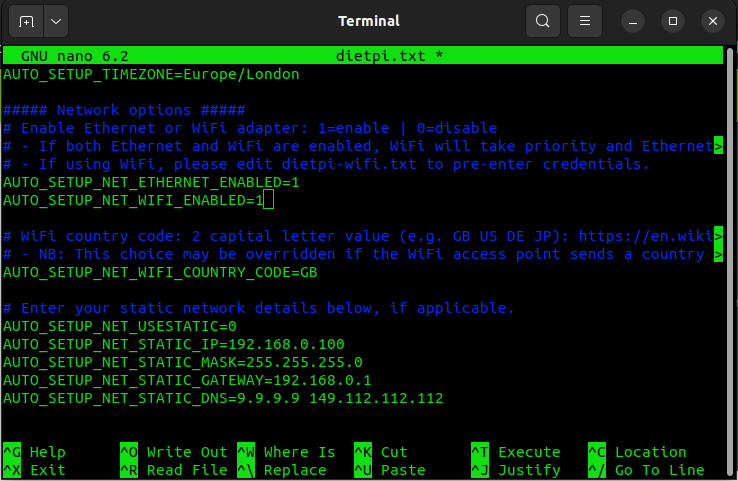 Terminal
GNU nano 6.2 dietpi.txt *
AUTO_SETUP_TIMEZONE=Europe/London
##### Network options #####
# Enable Ethernet or WiFi adapter: 1=enable | 0=disable
# - If both Ethernet and WiFi are enabled, WiFi will take priority and Ethernet>
# - If using WiFi, please edit dietpi-wifi.txt to pre-enter credentials.
AUTO_SETUP_NET_ETHERNET_ENABLED=1
AUTO_SETUP_NET_WIFI_ENABLED=1
# WiFi country code: 2 capital letter value (e.g. GB US DE JP): https://en.wiki>
# - NB: This choice may be overridden if the WiFi access point sends a country >
AUTO_SETUP_NET_WIFI_COUNTRY_CODE=GB
# Enter your static network details below, if applicable.
AUTO_SETUP_NET_USESTATIC=0
AUTO_SETUP_NET_STATIC_IP=192.168.0.100
AUTO_SETUP_NET_STATIC_MASK=255.255.255.0
AUTO_SETUP_NET_STATIC_GATEWAY=192.168.0.1
AUTO_SETUP_NET_STATIC_DNS=9.9.9.9 149.112.112.112
^G Help ^O Write Out ^W Where Is ^K Cut ^T Execute ^C Location
^X Exit ^R Read File ^\ Replace ^U Paste ^J Justify ^/ Go To Line